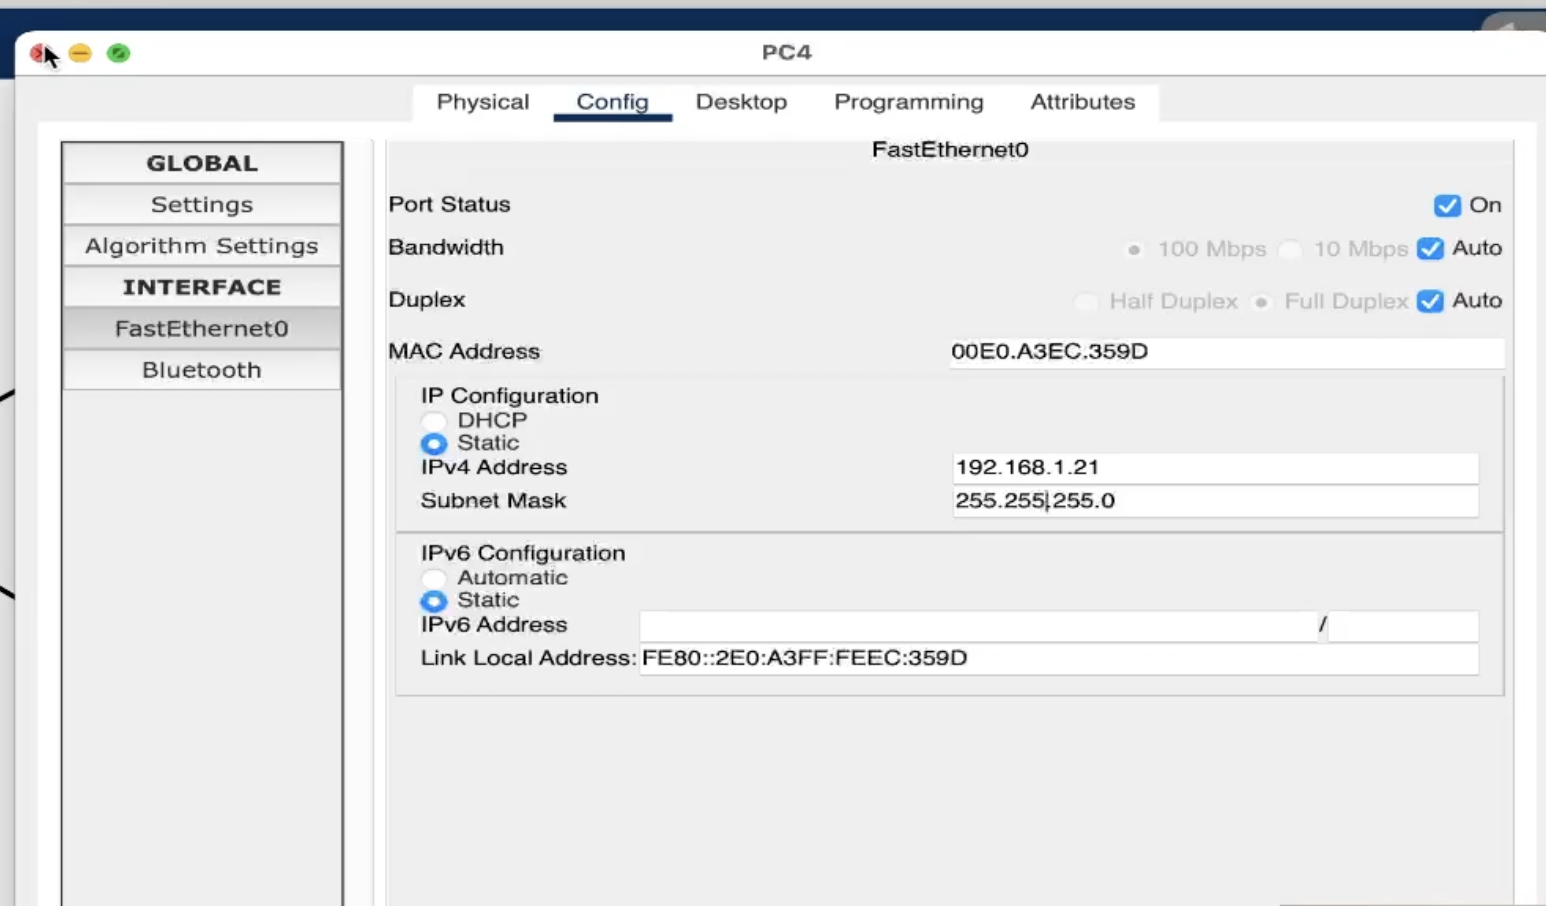 PC4
Physical Config Desktop Programming Attributes
GLOBAL
Settings
Algorithm Settings
INTERFACE
FastEthernet0
Bluetooth
FastEthernet0
Port Status On
Bandwidth 100 Mbps 10 Mbps Auto
Duplex Half Duplex Full Duplex Auto
MAC Address 00E0.A3EC.359D
IP Configuration
DHCP
Static
IPv4 Address 192.168.1.21
Subnet Mask 255.255.255.0
IPv6 Configuration
Automatic
Static
IPv6 Address /
Link Local Address: FE80::2E0:A3FF:FEEC:359D